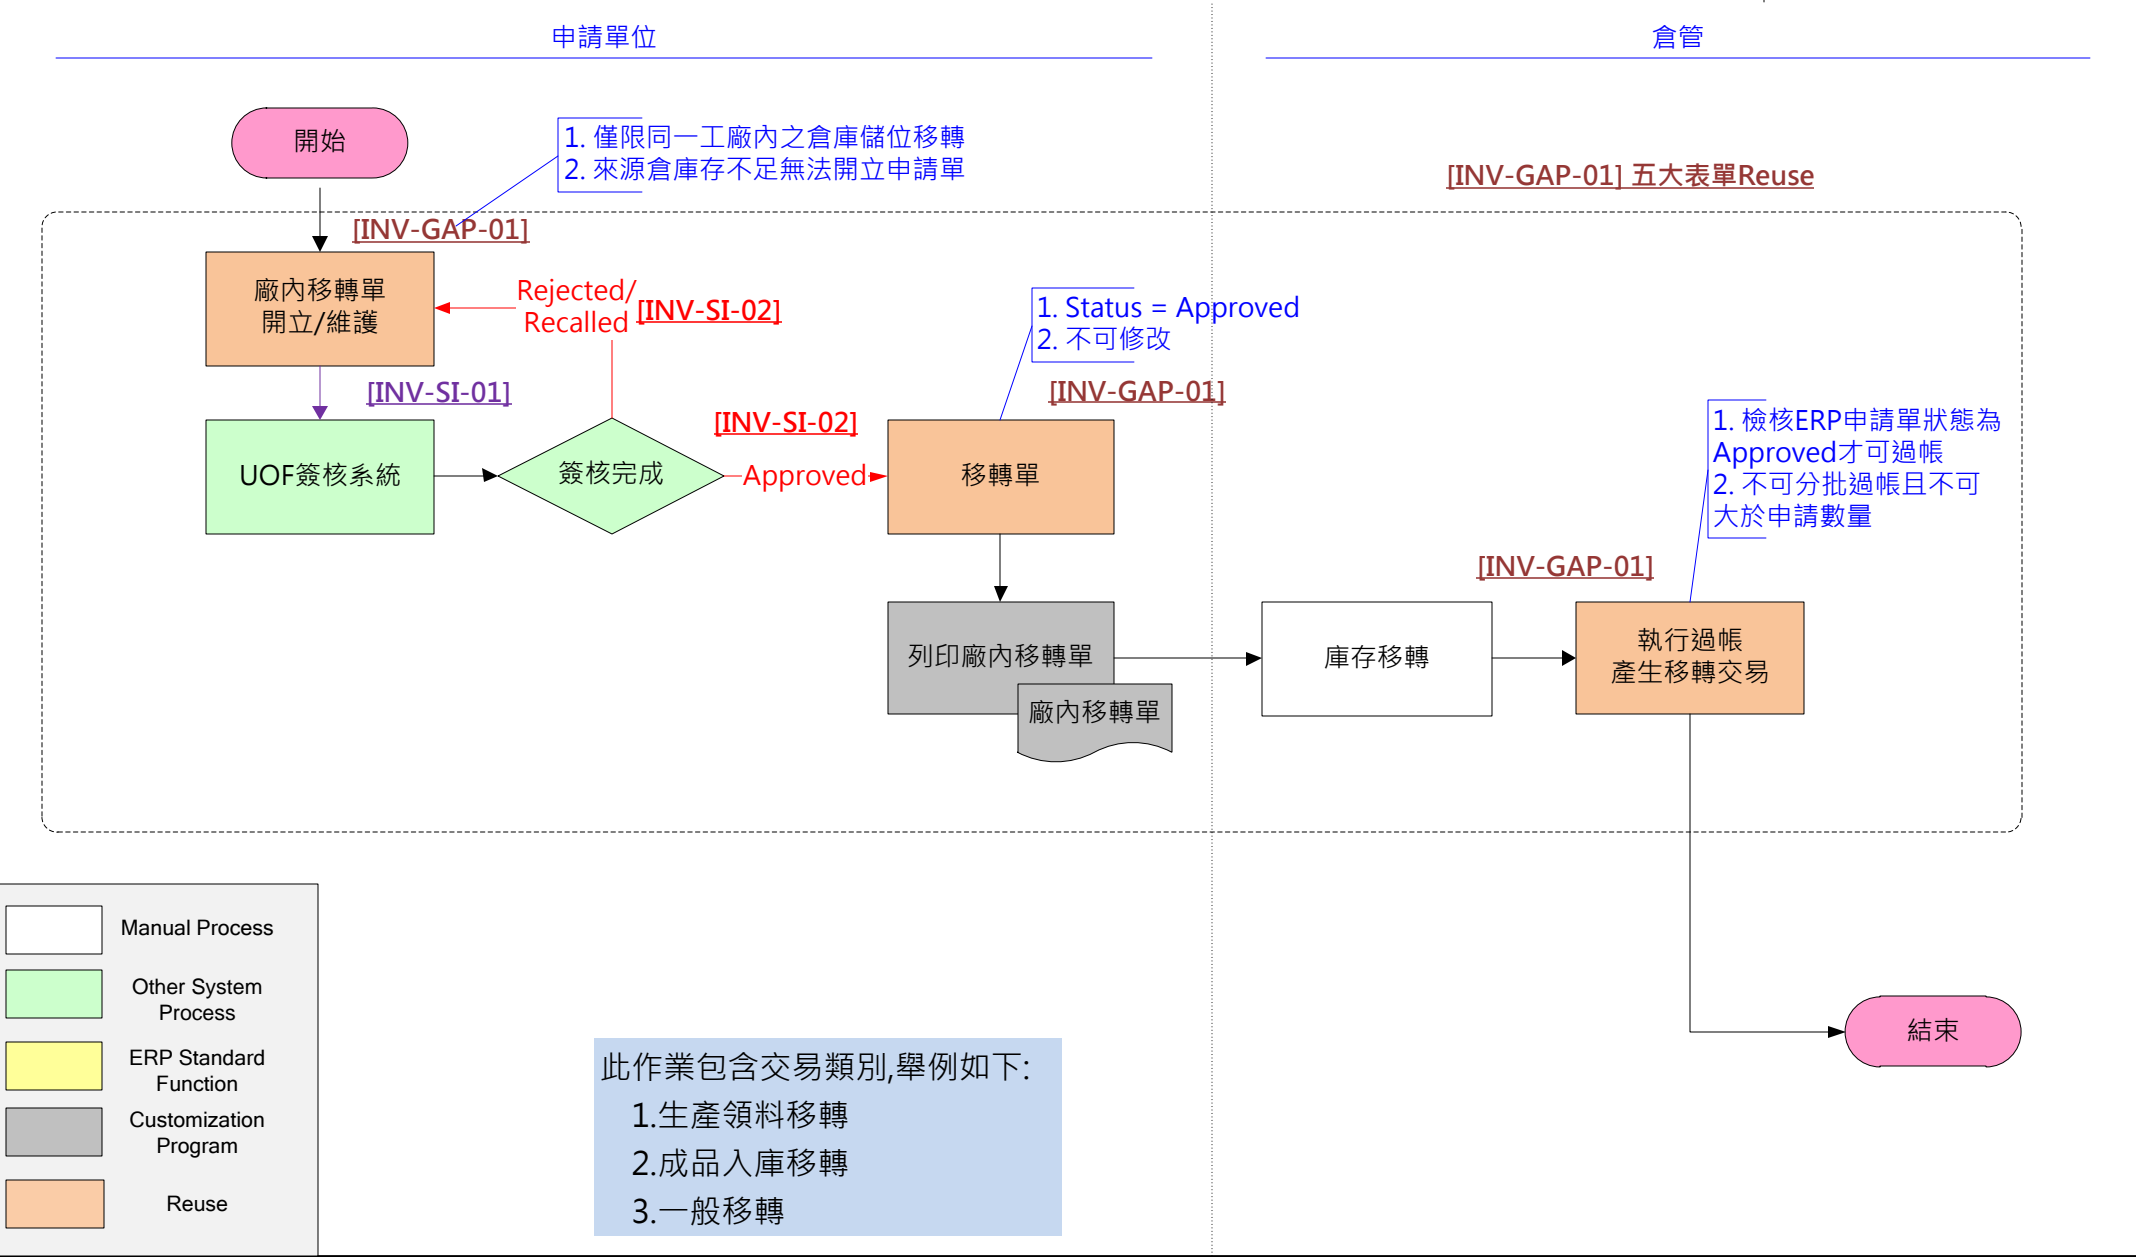 申請單位
倉管
開始
1. 僅限同一工廠內之倉庫儲位移轉
2. 來源倉庫存不足無法開立申請單
[INV-GAP-01] 五大表單Reuse
[INV-GAP-01]
廠內移轉單
開立/維護
Rejected/
Recalled
[INV-SI-02]
1. Status = Approved
2. 不可修改
[INV-SI-01]
[INV-GAP-01]
[INV-SI-02]
1. 檢核ERP申請單狀態為
Approved才可過帳
2. 不可分批過帳且不可
大於申請數量
UOF簽核系統
簽核完成
Approved
移轉單
[INV-GAP-01]
列印廠內移轉單
廠內移轉單
庫存移轉
執行過帳
產生移轉交易
Manual Process
Other System
Process
ERP Standard
Function
Customization
Program
Reuse
此作業包含交易類別,舉例如下:
1.生產領料移轉
2.成品入庫移轉
3.一般移轉
結束